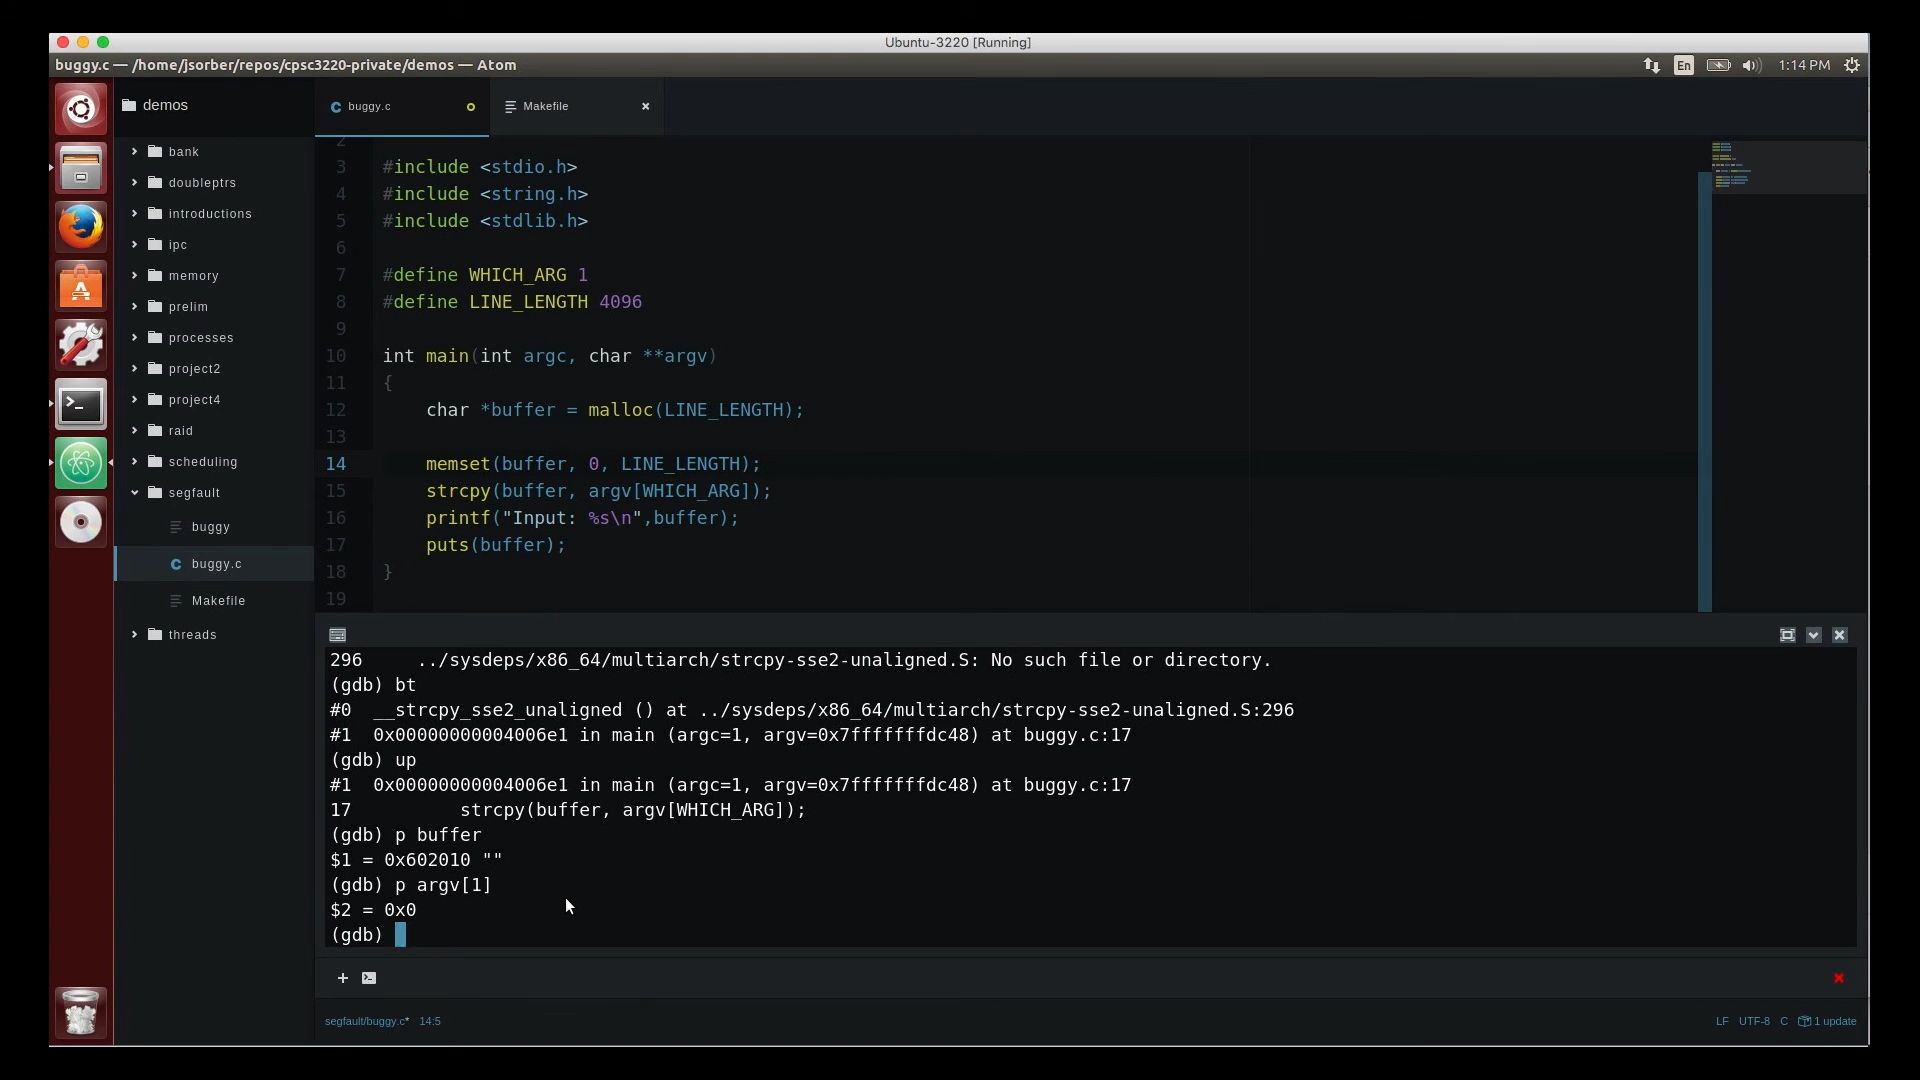 Ubuntu-3220 [Running]
buggy.c — /home/jsorber/repos/cpsc3220-private/demos — Atom
En
1:14 PM
demos
bank
doubleptrs
introductions
ipc
memory
prelim
processes
project2
project4
raid
scheduling
segfault
buggy
buggy.c
Makefile
threads
buggy.c
Makefile
2
3 #include <stdio.h>
4 #include <string.h>
5 #include <stdlib.h>
6
7 #define WHICH_ARG 1
8 #define LINE_LENGTH 4096
9
10 int main(int argc, char **argv)
11 {
12     char *buffer = malloc(LINE_LENGTH);
13
14     memset(buffer, 0, LINE_LENGTH);
15     strcpy(buffer, argv[WHICH_ARG]);
16     printf("Input: %s\n",buffer);
17     puts(buffer);
18 }
19
296     ../sysdeps/x86_64/multiarch/strcpy-sse2-unaligned.S: No such file or directory.
(gdb) bt
#0  __strcpy_sse2_unaligned () at ../sysdeps/x86_64/multiarch/strcpy-sse2-unaligned.S:296
#1  0x00000000004006e1 in main (argc=1, argv=0x7fffffffdc48) at buggy.c:17
(gdb) up
#1  0x00000000004006e1 in main (argc=1, argv=0x7fffffffdc48) at buggy.c:17
17          strcpy(buffer, argv[WHICH_ARG]);
(gdb) p buffer
$1 = 0x602010 ""
(gdb) p argv[1]
$2 = 0x0
(gdb)
segfault/buggy.c* 14:5
LF UTF-8 C 1 update